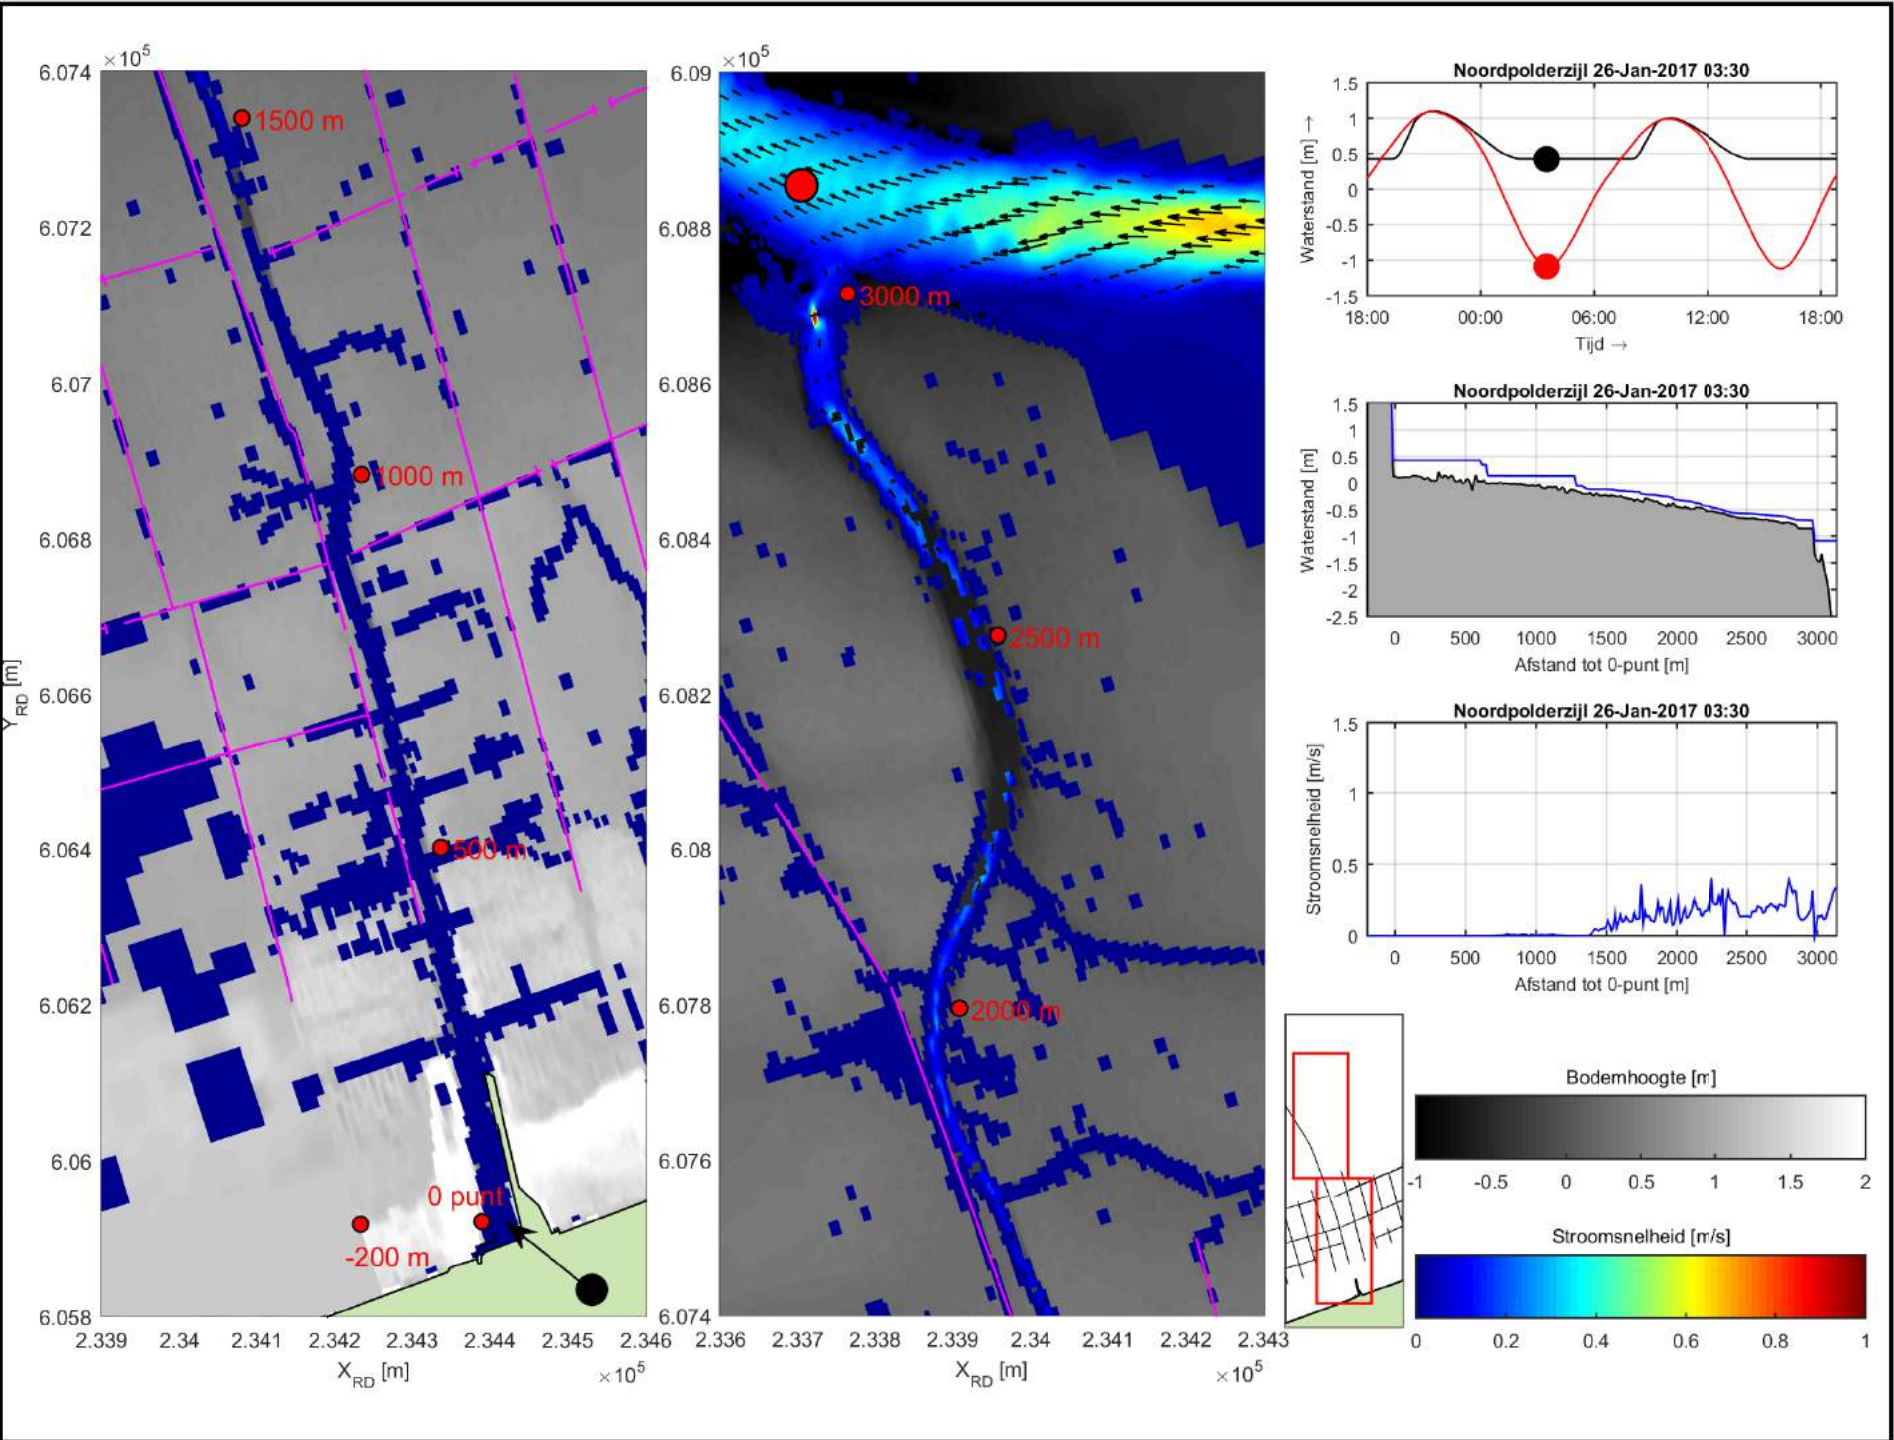 ×10⁵
6.074
6.072
6.07
6.068
6.066
6.064
6.062
6.06
6.058
Y_RD [m]
1500 m
1000 m
500 m
0 punt
-200 m
2.339 2.34 2.341 2.342 2.343 2.344 2.345 2.346
X_RD [m]
×10⁵
×10⁵
6.09
6.088
6.086
6.084
6.082
6.08
6.078
6.076
6.074
3000 m
2500 m
2000 m
2.336 2.337 2.338 2.339 2.34 2.341 2.342 2.343
X_RD [m]
×10⁵
Noordpolderzijl 26-Jan-2017 03:30
Waterstand [m] →
1.5
1
0.5
0
-0.5
-1
-1.5
18:00 00:00 06:00 12:00 18:00
Tijd →
Noordpolderzijl 26-Jan-2017 03:30
Waterstand [m]
1.5
1
0.5
0
-0.5
-1
-1.5
-2
-2.5
0 500 1000 1500 2000 2500 3000
Afstand tot 0-punt [m]
Noordpolderzijl 26-Jan-2017 03:30
Stroomsnelheid [m/s]
1.5
1
0.5
0
0 500 1000 1500 2000 2500 3000
Afstand tot 0-punt [m]
Bodemhoogte [m]
-1 -0.5 0 0.5 1 1.5 2
Stroomsnelheid [m/s]
0 0.2 0.4 0.6 0.8 1